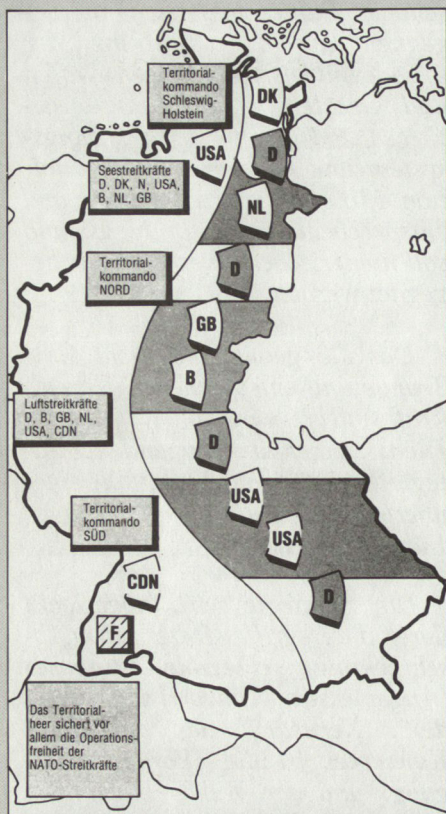 Territorial-
kommando
Schleswig-
Holstein
DK
USA
D
Seestreitkräfte
D, DK, N, USA,
B, NL, GB
NL
Territorial-
kommando
NORD
D
GB
B
Luftstreitkräfte
D, B, GB, NL,
USA, CDN
D
USA
Territorial-
kommando
SÜD
USA
CDN
D
F
Das Territorial-
heer sichert vor
allem die Operations-
freiheit der
NATO-Streitkräfte